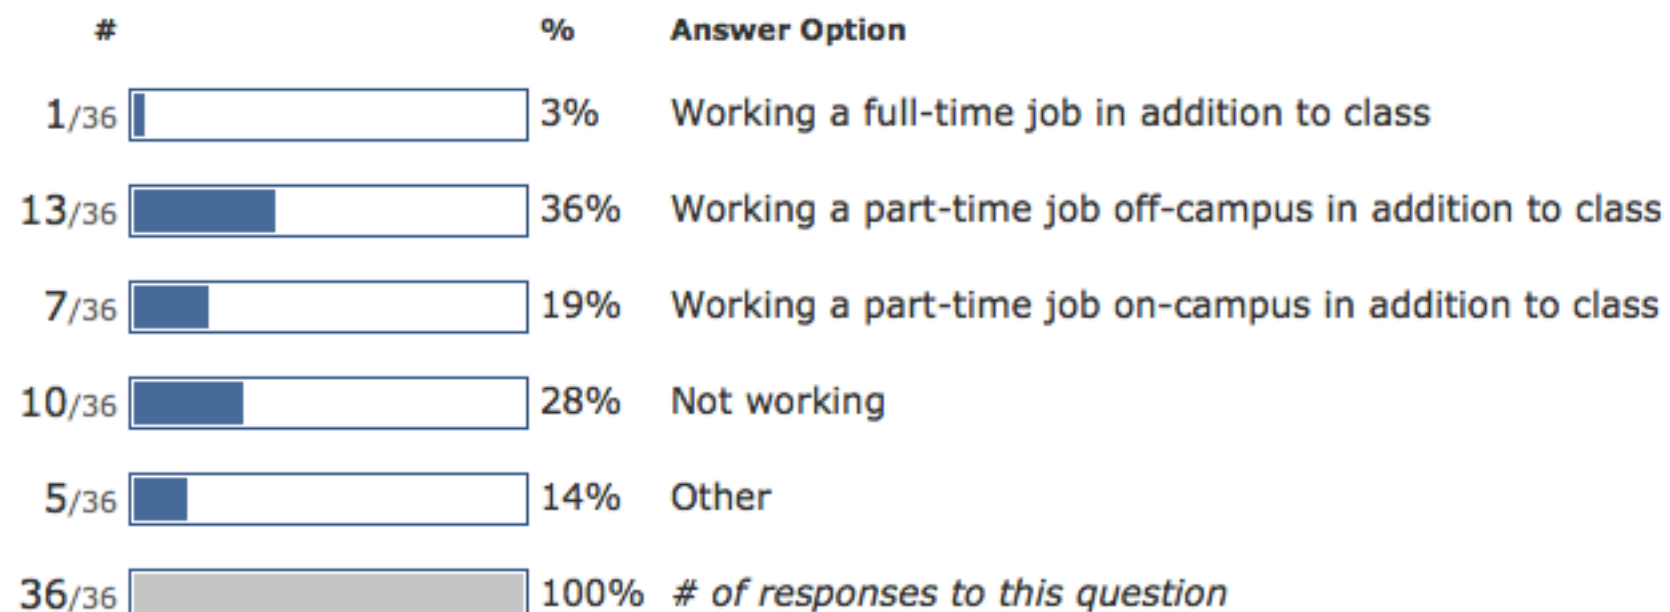 # % Answer Option
1/36 3% Working a full-time job in addition to class
13/36 36% Working a part-time job off-campus in addition to class
7/36 19% Working a part-time job on-campus in addition to class
10/36 28% Not working
5/36 14% Other
36/36 100% # of responses to this question